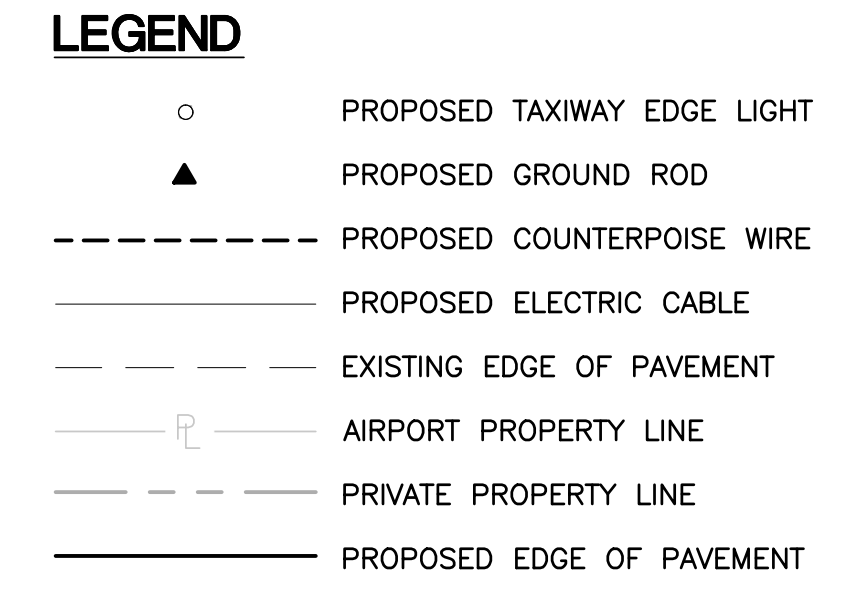 LEGEND
PROPOSED TAXIWAY EDGE LIGHT
PROPOSED GROUND ROD
PROPOSED COUNTERPOISE WIRE
PROPOSED ELECTRIC CABLE
EXISTING EDGE OF PAVEMENT
PL AIRPORT PROPERTY LINE
PRIVATE PROPERTY LINE
PROPOSED EDGE OF PAVEMENT